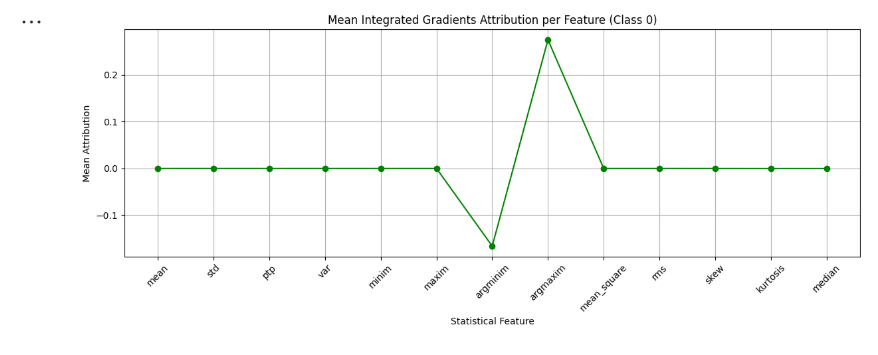 Mean Integrated Gradients Attribution per Feature (Class 0)
Mean Attribution
0.2
0.1
0.0
−0.1
mean
std
ptp
var
minim
maxim
argminim
argmaxim
mean_square
rms
skew
kurtosis
median
Statistical Feature